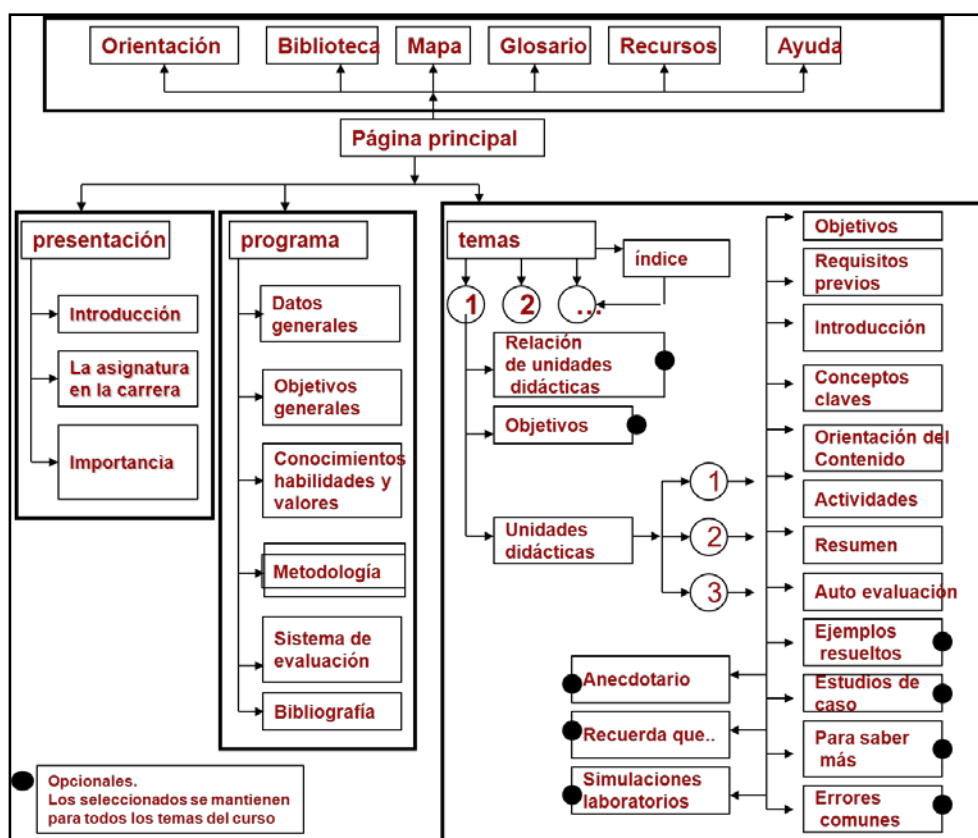 Orientación
Biblioteca
Mapa
Glosario
Recursos
Ayuda
Página principal
presentación
Introducción
La asignatura
en la carrera
Importancia
programa
Datos
generales
Objetivos
generales
Conocimientos
habilidades y
valores
Metodología
Sistema de
evaluación
Bibliografía
temas
índice
1
2
...
Relación
de unidades
didácticas
Objetivos
Unidades
didácticas
1
2
3
Objetivos
Requisitos
previos
Introducción
Conceptos
claves
Orientación del
Contenido
Actividades
Resumen
Auto evaluación
Ejemplos
resueltos
Estudios de
caso
Para saber
más
Errores
comunes
Anecdotario
Recuerda que..
Simulaciones
laboratorios
Opcionales.
Los seleccionados se mantienen
para todos los temas del curso